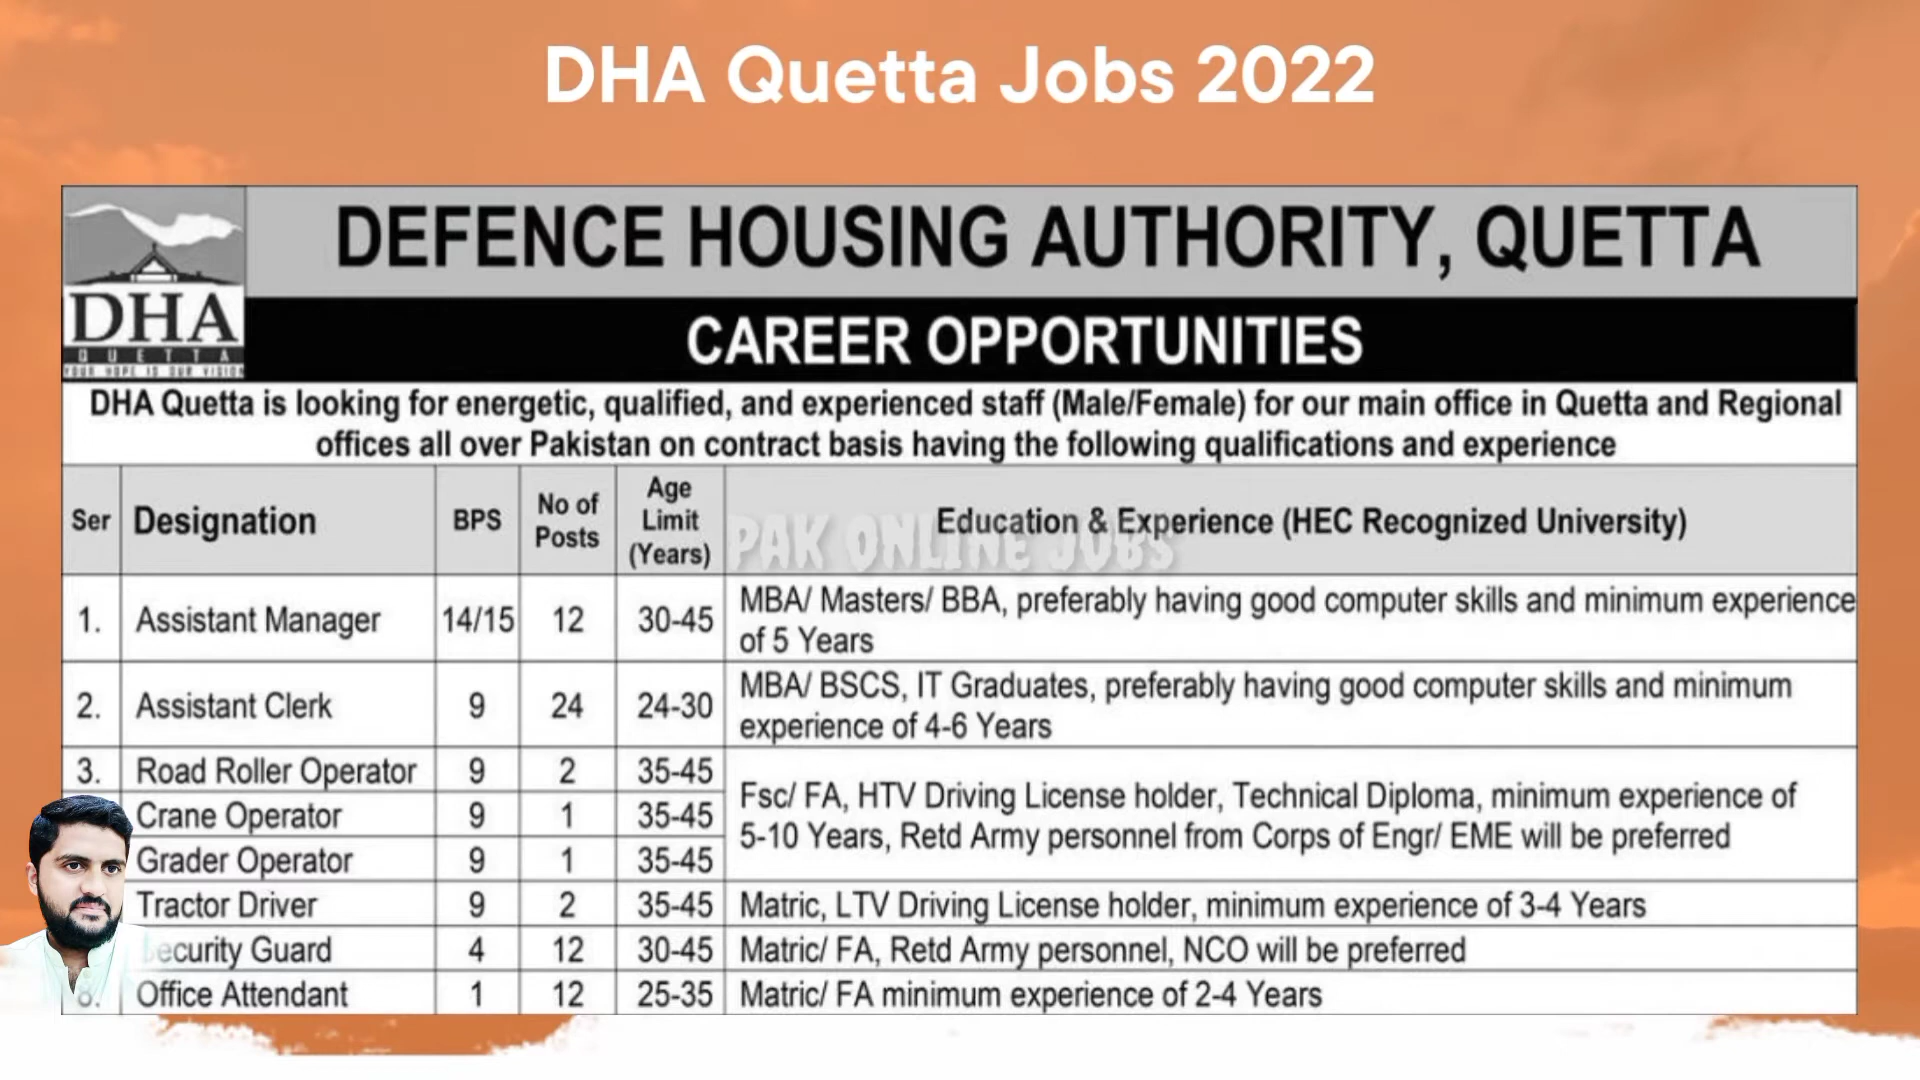 DHA Quetta Jobs 2022
DEFENCE HOUSING AUTHORITY, QUETTA
DHA
QUETTA
YOUR HOPE IS OUR VISION
CAREER OPPORTUNITIES
DHA Quetta is looking for energetic, qualified, and experienced staff (Male/Female) for our main office in Quetta and Regional
offices all over Pakistan on contract basis having the following qualifications and experience
Ser Designation BPS No of Posts Age Limit (Years) Education & Experience (HEC Recognized University)
PAK ONLINE JOBS
1. Assistant Manager 14/15 12 30-45 MBA/ Masters/ BBA, preferably having good computer skills and minimum experience
of 5 Years
2. Assistant Clerk 9 24 24-30 MBA/ BSCS, IT Graduates, preferably having good computer skills and minimum
experience of 4-6 Years
3. Road Roller Operator 9 2 35-45
Crane Operator 9 1 35-45
Grader Operator 9 1 35-45
Fsc/ FA, HTV Driving License holder, Technical Diploma, minimum experience of
5-10 Years, Retd Army personnel from Corps of Engr/ EME will be preferred
Tractor Driver 9 2 35-45 Matric, LTV Driving License holder, minimum experience of 3-4 Years
Security Guard 4 12 30-45 Matric/ FA, Retd Army personnel, NCO will be preferred
8. Office Attendant 1 12 25-35 Matric/ FA minimum experience of 2-4 Years